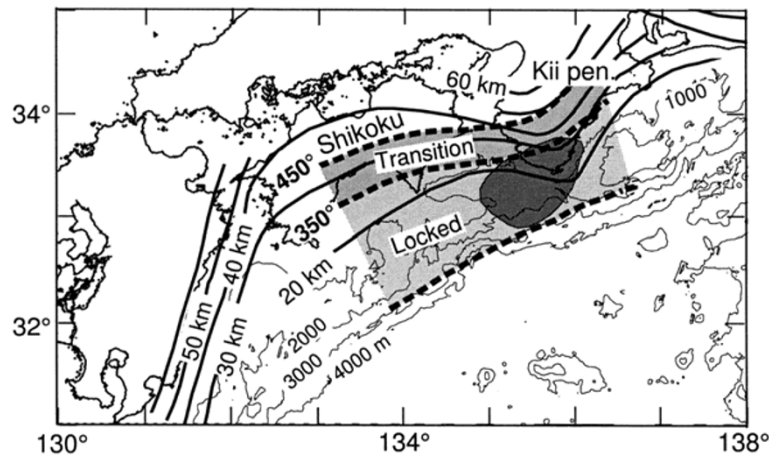 60 km
Kii pen.
34°
1000
Shikoku
Transition
450°
350°
Locked
20 km
40 km
50 km
30 km
32°
2000
3000
4000 m
130°
134°
138°